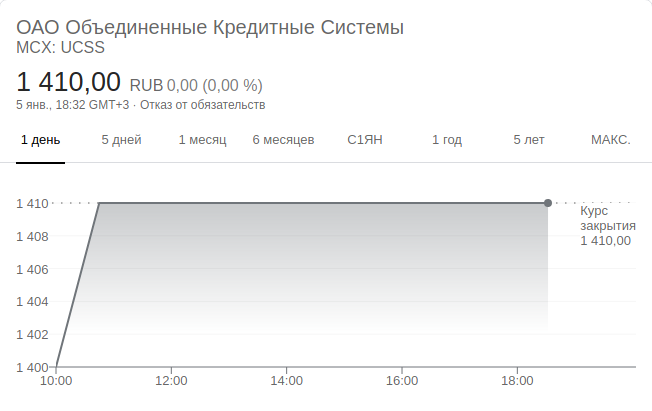 ОАО Объединенные Кредитные Системы
MCX: UCSS
1 410,00 RUB 0,00 (0,00 %)
5 янв., 18:32 GMT+3 · Отказ от обязательств
1 день 5 дней 1 месяц 6 месяцев С1ЯН 1 год 5 лет МАКС.
1 410
Курс
закрытия
1 410,00
1 408
1 406
1 404
1 402
1 400
10:00 12:00 14:00 16:00 18:00